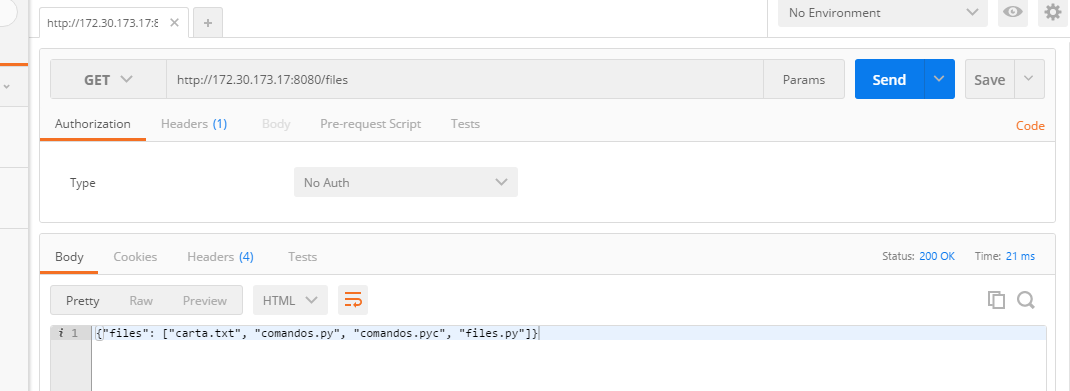 http://172.30.173.17:8
No Environment
GET http://172.30.173.17:8080/files Params Send Save
Authorization Headers (1) Body Pre-request Script Tests
Code
Type No Auth
Body Cookies Headers (4) Tests Status: 200 OK Time: 21 ms
Pretty Raw Preview HTML
i 1 {"files": ["carta.txt", "comandos.py", "comandos.pyc", "files.py"]}